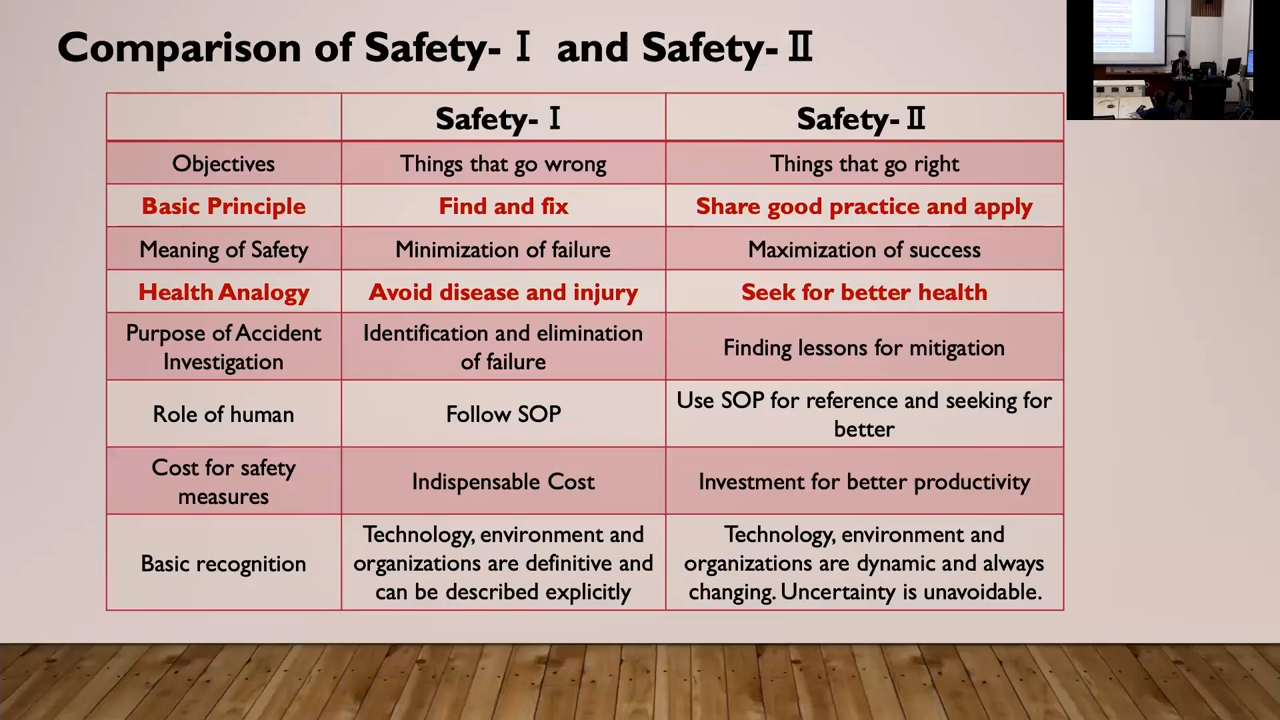 Comparison of Safety-Ⅰ and Safety-Ⅱ
Safety-Ⅰ
Safety-Ⅱ
Objectives
Things that go wrong
Things that go right
Basic Principle
Find and fix
Share good practice and apply
Meaning of Safety
Minimization of failure
Maximization of success
Health Analogy
Avoid disease and injury
Seek for better health
Purpose of Accident
Investigation
Identification and elimination
of failure
Finding lessons for mitigation
Role of human
Follow SOP
Use SOP for reference and seeking for
better
Cost for safety
measures
Indispensable Cost
Investment for better productivity
Basic recognition
Technology, environment and
organizations are definitive and
can be described explicitly
Technology, environment and
organizations are dynamic and always
changing. Uncertainty is unavoidable.